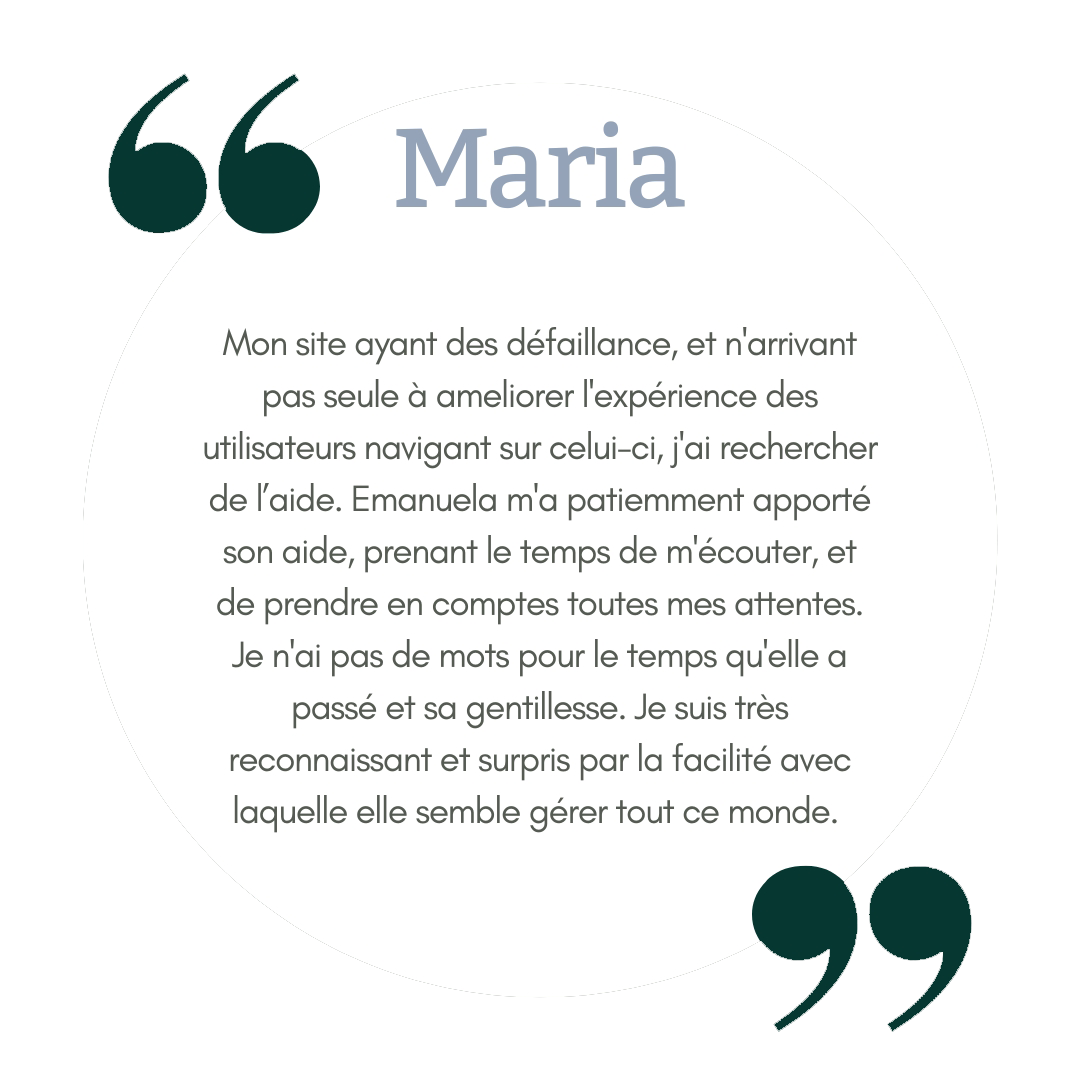 Maria
Mon site ayant des défaillance, et n'arrivant
pas seule à ameliorer l'expérience des
utilisateurs navigant sur celui-ci, j'ai rechercher
de l’aide. Emanuela m'a patiemment apporté
son aide, prenant le temps de m'écouter, et
de prendre en comptes toutes mes attentes.
Je n'ai pas de mots pour le temps qu'elle a
passé et sa gentillesse. Je suis très
reconnaissant et surpris par la facilité avec
laquelle elle semble gérer tout ce monde.